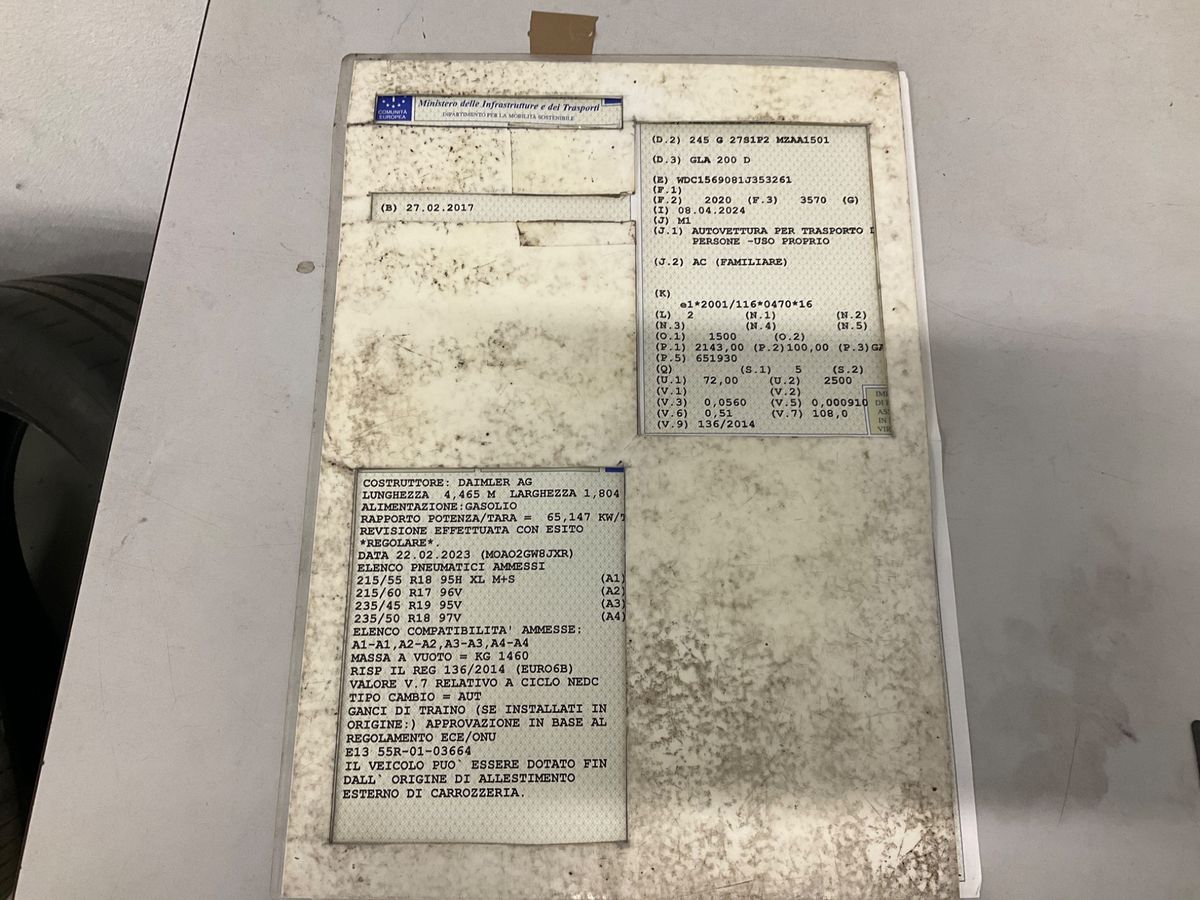 COMUNITÀ
EUROPEA
Ministero delle Infrastrutture e dei Trasporti
DIPARTIMENTO PER LA MOBILITÀ SOSTENIBILE
(B) 27.02.2017
(D.2) 245 G 27S1P2 MZAA1501
(D.3) GLA 200 D
(E) WDC1569081J353261
(F.1)
(F.2) 2020 (F.3) 3570 (G)
(I) 08.04.2024
(J) M1
(J.1) AUTOVETTURA PER TRASPORTO
PERSONE -USO PROPRIO
(J.2) AC (FAMILIARE)
(K)
e1*2001/116*0470*16
(L) 2 (N.1) (N.2)
(N.3) (N.4) (N.5)
(O.1) 1500 (O.2)
(P.1) 2143,00 (P.2)100,00 (P.3)
(P.5) 651930
(Q) (S.1) 5 (S.2)
(U.1) 72,00 (U.2) 2500
(V.1) (V.2)
(V.3) 0,0560 (V.5) 0,000910
(V.6) 0,51 (V.7) 108,0
(V.9) 136/2014
COSTRUTTORE: DAIMLER AG
LUNGHEZZA 4,465 M LARGHEZZA 1,804
ALIMENTAZIONE:GASOLIO
RAPPORTO POTENZA/TARA = 65,147 KW/T
REVISIONE EFFETTUATA CON ESITO
*REGOLARE*.
DATA 22.02.2023 (MOAO2GW8JXR)
ELENCO PNEUMATICI AMMESSI
215/55 R18 95H XL M+S (A1)
215/60 R17 96V (A2)
235/45 R19 95V (A3)
235/50 R18 97V (A4)
ELENCO COMPATIBILITA' AMMESSE:
A1-A1,A2-A2,A3-A3,A4-A4
MASSA A VUOTO = KG 1460
RISP IL REG 136/2014 (EURO6B)
VALORE V.7 RELATIVO A CICLO NEDC
TIPO CAMBIO = AUT
GANCI DI TRAINO (SE INSTALLATI IN
ORIGINE:) APPROVAZIONE IN BASE AL
REGOLAMENTO ECE/ONU
E13 55R-01-03664
IL VEICOLO PUO` ESSERE DOTATO FIN
DALL` ORIGINE DI ALLESTIMENTO
ESTERNO DI CARROZZERIA.